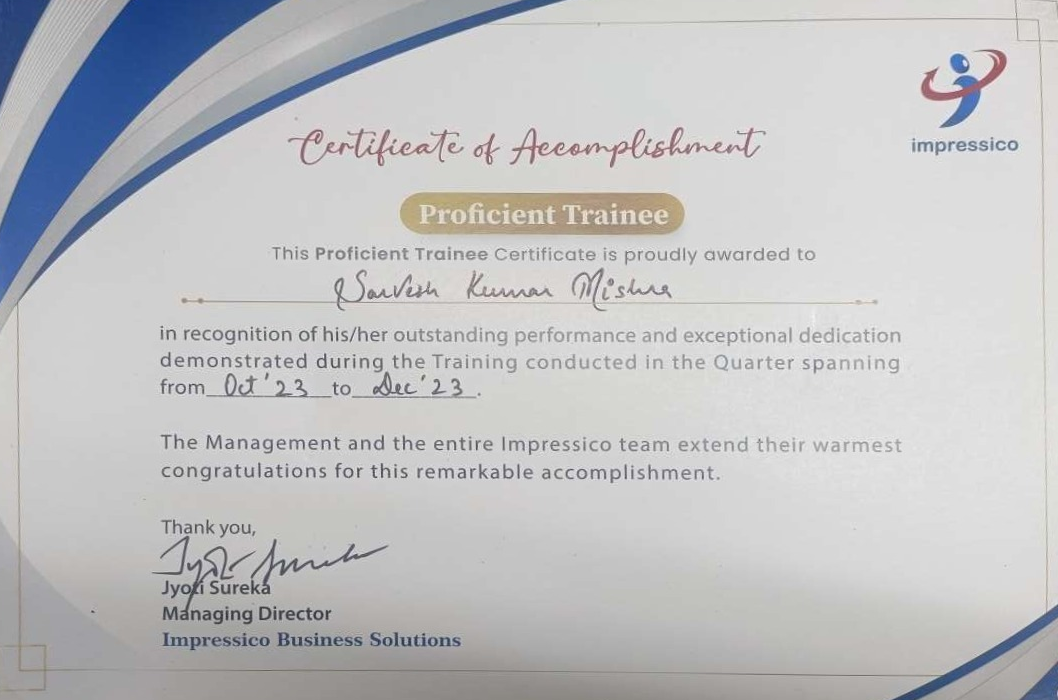 impressico
Certificate of Accomplishment
Proficient Trainee
This Proficient Trainee Certificate is proudly awarded to
Sarvesh Kumar Mishra
in recognition of his/her outstanding performance and exceptional dedication
demonstrated during the Training conducted in the Quarter spanning
from Oct'23 to Dec'23.
The Management and the entire Impressico team extend their warmest
congratulations for this remarkable accomplishment.
Thank you,
Jyoti Sureka
Managing Director
Impressico Business Solutions